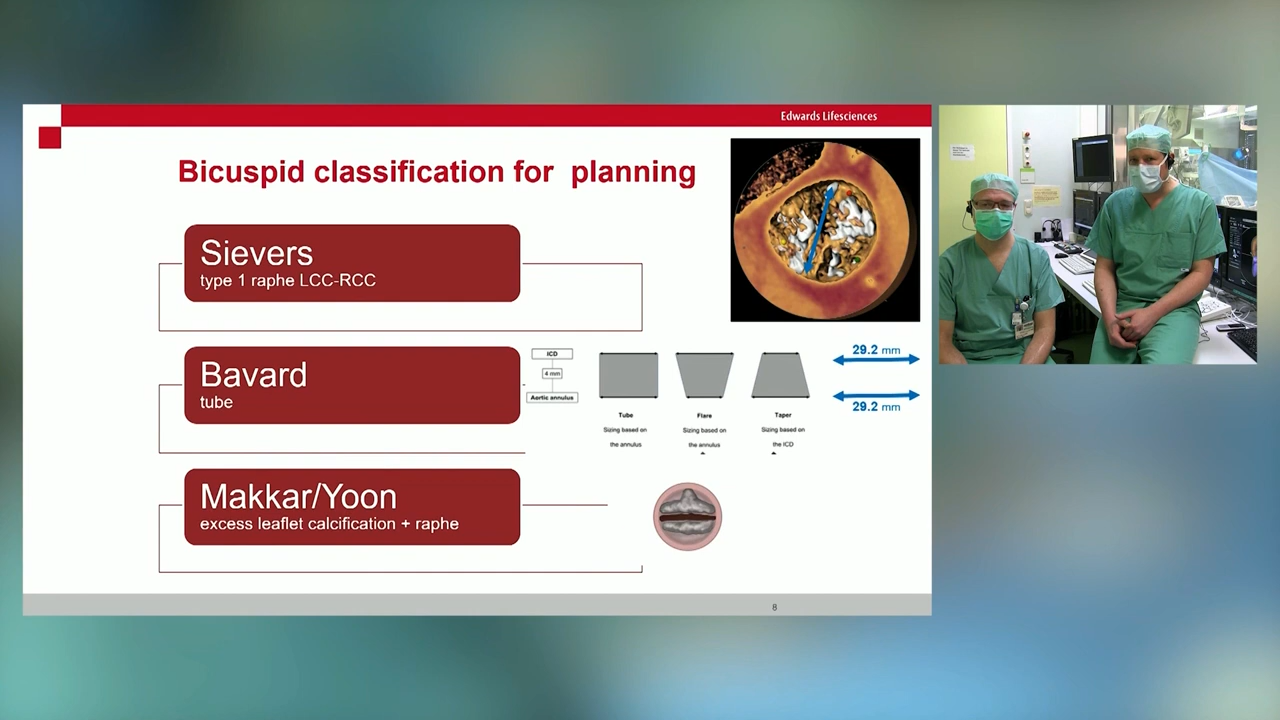 Edwards Lifesciences
Bicuspid classification for planning
Sievers
type 1 raphe LCC-RCC
Bavard
tube
ICD
4 mm
Aortic annulus
Tube
Sizing based on
the annulus
Flare
Sizing based on
the annulus
Taper
Sizing based on
the ICD
29.2 mm
29.2 mm
Makkar/Yoon
excess leaflet calcification + raphe
8